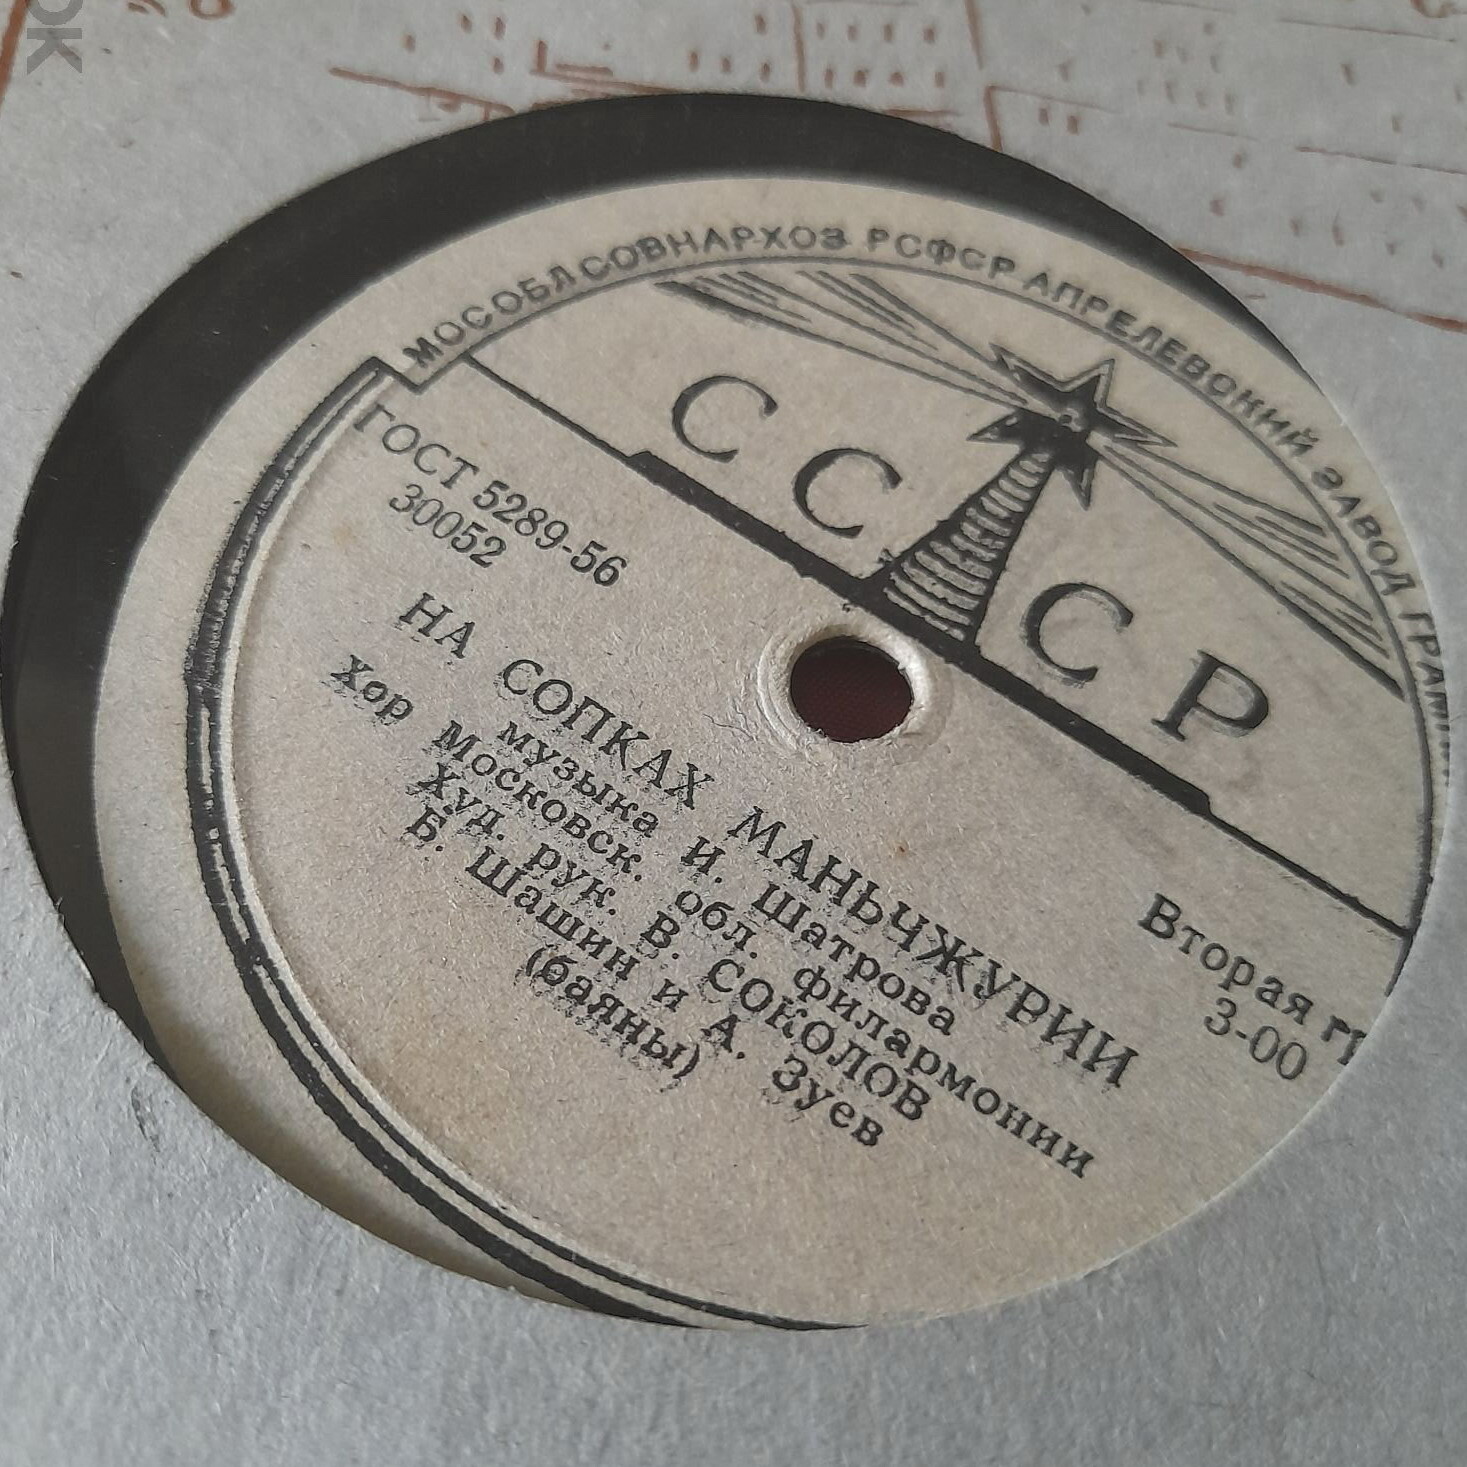 МОСОБЛСОВНАРХОЗ РСФСР АПРЕЛЕВСКИЙ ЗАВОД
СССР
ГОСТ 5289-56
30052
Вторая
3-00
НА СОПКАХ МАНЬЧЖУРИИ
музыка И. Шатрова
Хор Московск. обл. филармонии
Худ. рук. В. СОКОЛОВ
Б. Шашин и А. Зуев
(баяны)